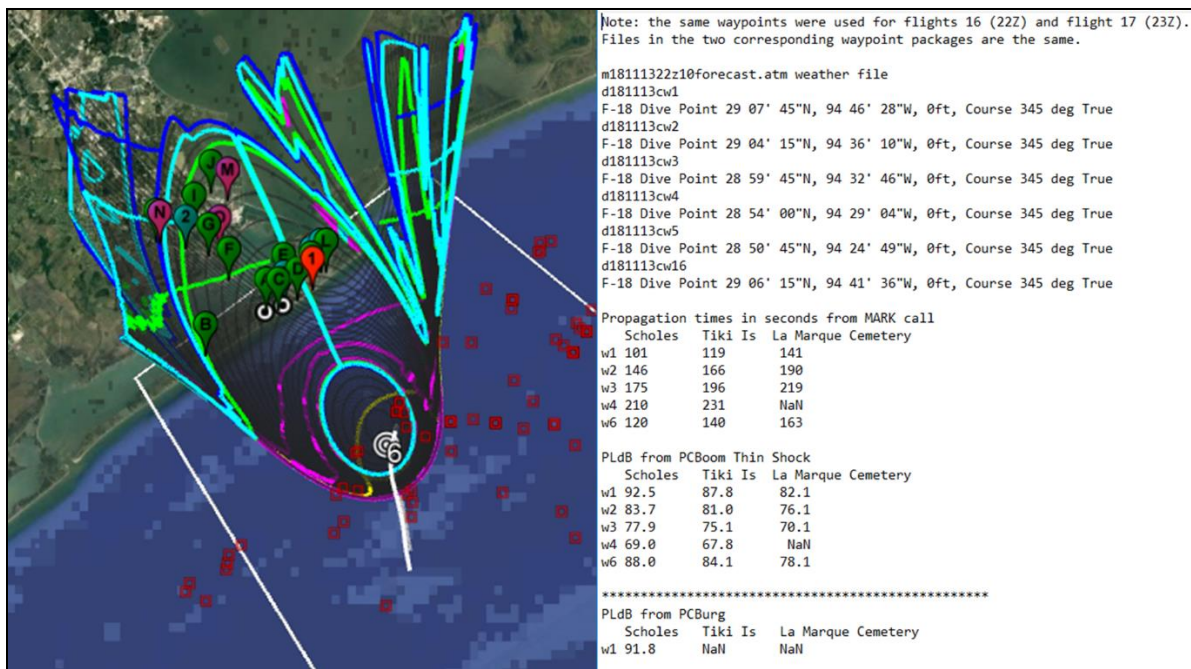 J
M
I
N
2
G
F
E
L
1
C
D
B
6
Note: the same waypoints were used for flights 16 (22Z) and flight 17 (23Z).
Files in the two corresponding waypoint packages are the same.
m18111322z10forecast.atm weather file
d181113cw1
F-18 Dive Point 29 07' 45"N, 94 46' 28"W, 0ft, Course 345 deg True
d181113cw2
F-18 Dive Point 29 04' 15"N, 94 36' 10"W, 0ft, Course 345 deg True
d181113cw3
F-18 Dive Point 28 59' 45"N, 94 32' 46"W, 0ft, Course 345 deg True
d181113cw4
F-18 Dive Point 28 54' 00"N, 94 29' 04"W, 0ft, Course 345 deg True
d181113cw5
F-18 Dive Point 28 50' 45"N, 94 24' 49"W, 0ft, Course 345 deg True
d181113cw16
F-18 Dive Point 29 06' 15"N, 94 41' 36"W, 0ft, Course 345 deg True
Propagation times in seconds from MARK call
Scholes Tiki Is La Marque Cemetery
w1 101 119 141
w2 146 166 190
w3 175 196 219
w4 210 231 NaN
w6 120 140 163
PLdB from PCBoom Thin Shock
Scholes Tiki Is La Marque Cemetery
w1 92.5 87.8 82.1
w2 83.7 81.0 76.1
w3 77.9 75.1 70.1
w4 69.0 67.8 NaN
w6 88.0 84.1 78.1
**************************************************
PLdB from PCBurg
Scholes Tiki Is La Marque Cemetery
w1 91.8 NaN NaN